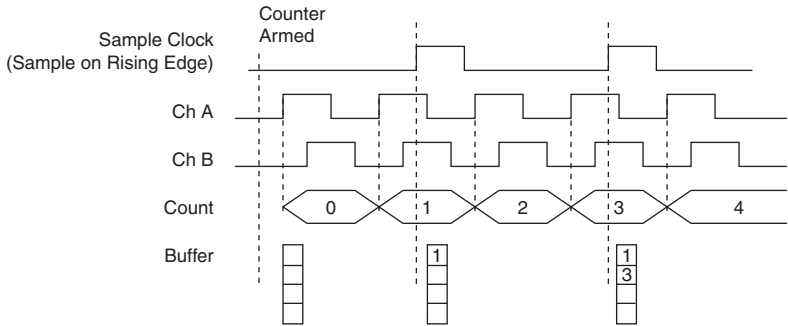 Counter
Armed
Sample Clock
(Sample on Rising Edge)
Ch A
Ch B
Count
0 1 2 3 4
Buffer
1 1
3